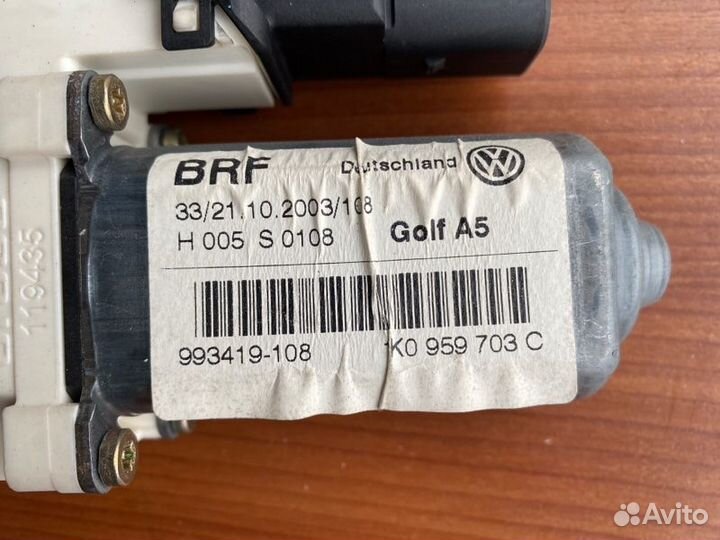 BRF Deutschland
33/21.10.2003/108
H 005 S 0108 Golf A5
993419-108 1K0 959 703 C
119435
Avito